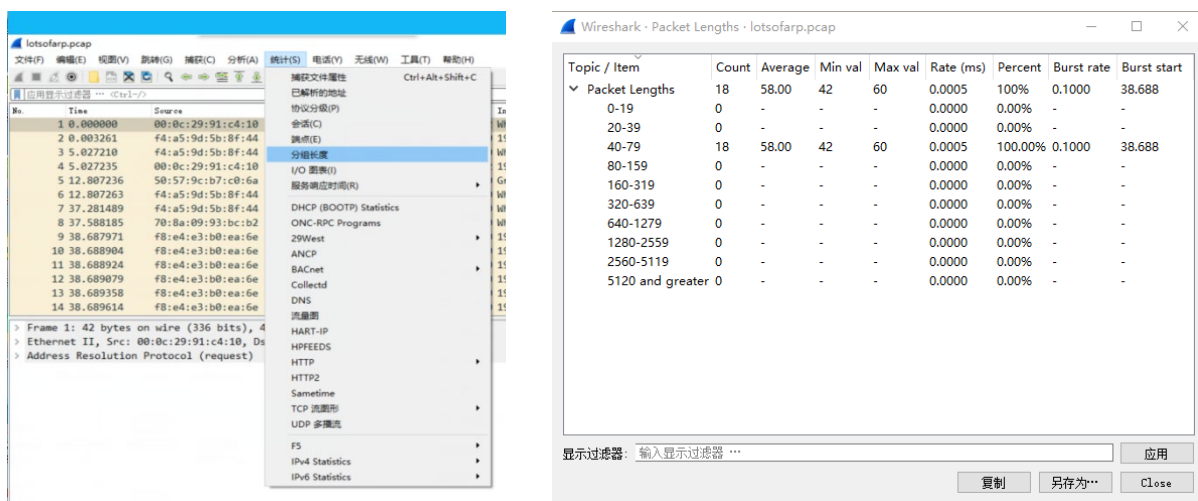 lotsofarp.pcap
文件(F) 编辑(E) 视图(V) 跳转(G) 捕获(C) 分析(A) 统计(S) 电话(Y) 无线(W) 工具(T) 帮助(H)
应用显示过滤器 … <Ctrl-/>
No. Time Source
1 0.000000 00:0c:29:91:c4:10
2 0.003261 f4:a5:9d:5b:8f:44
3 5.027210 f4:a5:9d:5b:8f:44
4 5.027235 00:0c:29:91:c4:10
5 12.807236 50:57:9c:b7:c0:6a
6 12.807263 f4:a5:9d:5b:8f:44
7 37.281489 f4:a5:9d:5b:8f:44
8 37.588185 70:8a:09:93:bc:b2
9 38.687971 f8:e4:e3:b0:ea:6e
10 38.688904 f8:e4:e3:b0:ea:6e
11 38.688924 f8:e4:e3:b0:ea:6e
12 38.689079 f8:e4:e3:b0:ea:6e
13 38.689358 f8:e4:e3:b0:ea:6e
14 38.689614 f8:e4:e3:b0:ea:6e
> Frame 1: 42 bytes on wire (336 bits), 4
> Ethernet II, Src: 00:0c:29:91:c4:10, Ds
> Address Resolution Protocol (request)
捕获文件属性 Ctrl+Alt+Shift+C
已解析的地址
协议分级(P)
会话(C)
端点(E)
分组长度
I/O 图表(I)
服务响应时间(R)
DHCP (BOOTP) Statistics
ONC-RPC Programs
29West
ANCP
BACnet
Collectd
DNS
流量图
HART-IP
HPFEEDS
HTTP
HTTP2
Sametime
TCP 流图形
UDP 多播流
F5
IPv4 Statistics
IPv6 Statistics
Wireshark · Packet Lengths · lotsofarp.pcap
Topic / Item Count Average Min val Max val Rate (ms) Percent Burst rate Burst start
Packet Lengths 18 58.00 42 60 0.0005 100% 0.1000 38.688
0-19 0 - - - 0.0000 0.00% - -
20-39 0 - - - 0.0000 0.00% - -
40-79 18 58.00 42 60 0.0005 100.00% 0.1000 38.688
80-159 0 - - - 0.0000 0.00% - -
160-319 0 - - - 0.0000 0.00% - -
320-639 0 - - - 0.0000 0.00% - -
640-1279 0 - - - 0.0000 0.00% - -
1280-2559 0 - - - 0.0000 0.00% - -
2560-5119 0 - - - 0.0000 0.00% - -
5120 and greater 0 - - - 0.0000 0.00% - -
显示过滤器: 输入显示过滤器 … 应用
复制 另存为… Close